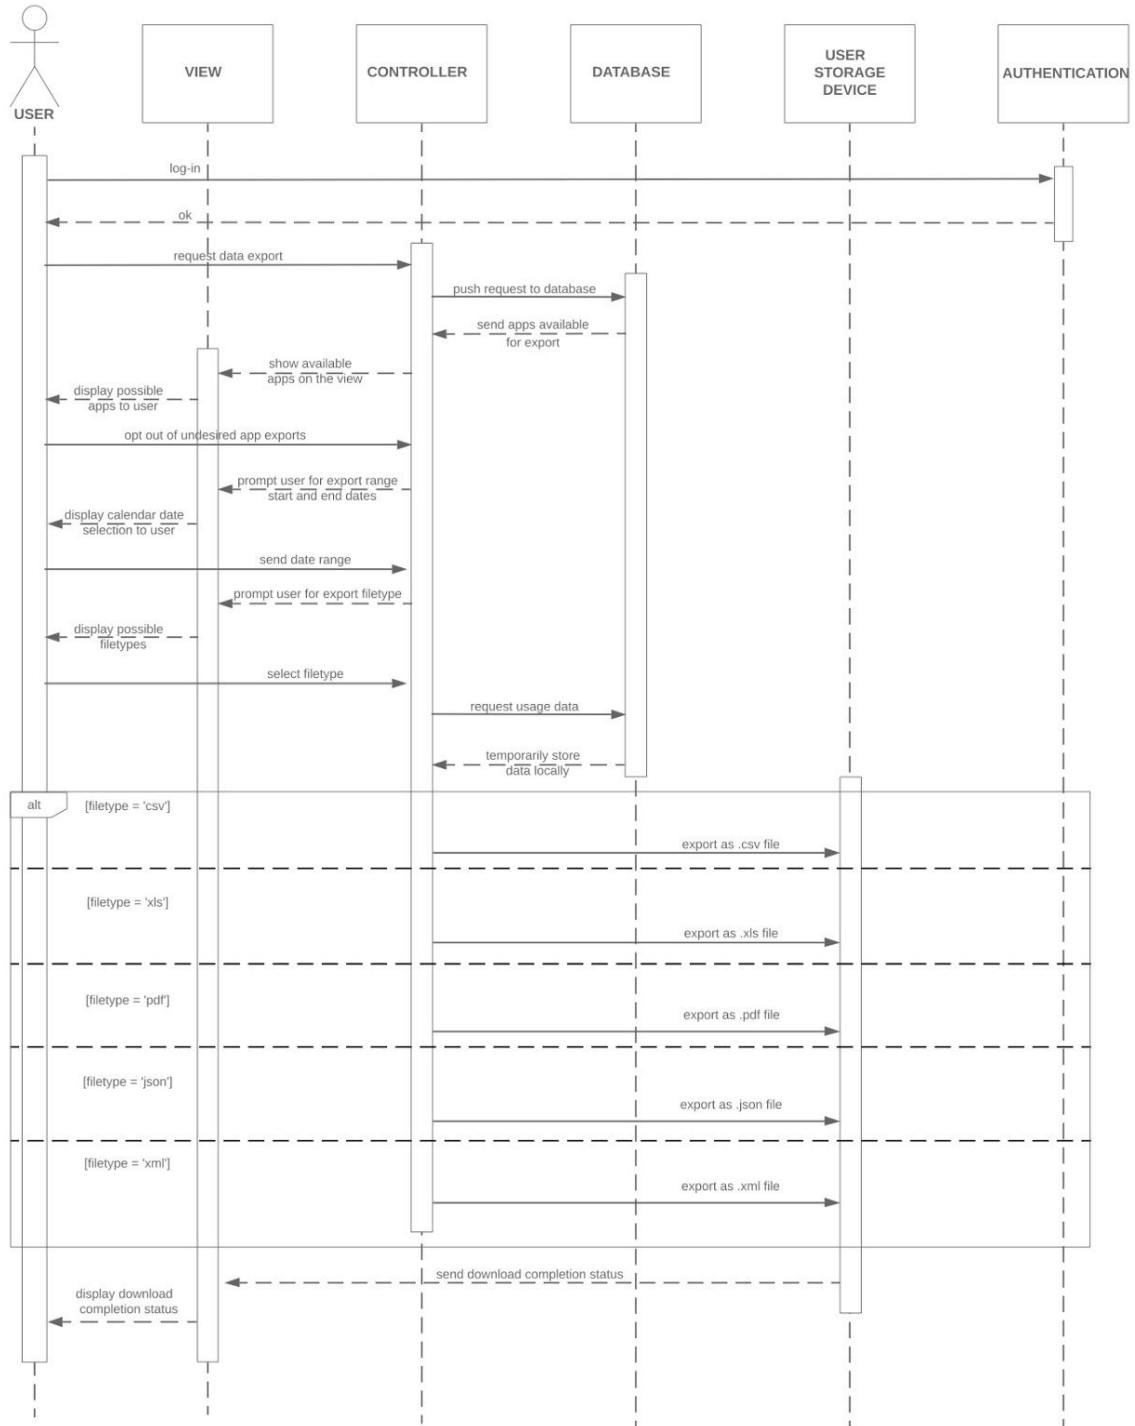 USER
VIEW
CONTROLLER
DATABASE
USER
STORAGE
DEVICE
AUTHENTICATION
log-in
ok
request data export
push request to database
send apps available
for export
show available
apps on the view
display possible
apps to user
opt out of undesired app exports
prompt user for export range
start and end dates
display calendar date
selection to user
send date range
prompt user for export filetype
display possible
filetypes
select filetype
request usage data
temporarily store
data locally
alt
[filetype = 'csv']
export as .csv file
[filetype = 'xls']
export as .xls file
[filetype = 'pdf']
export as .pdf file
[filetype = 'json']
export as .json file
[filetype = 'xml']
export as .xml file
send download completion status
display download
completion status